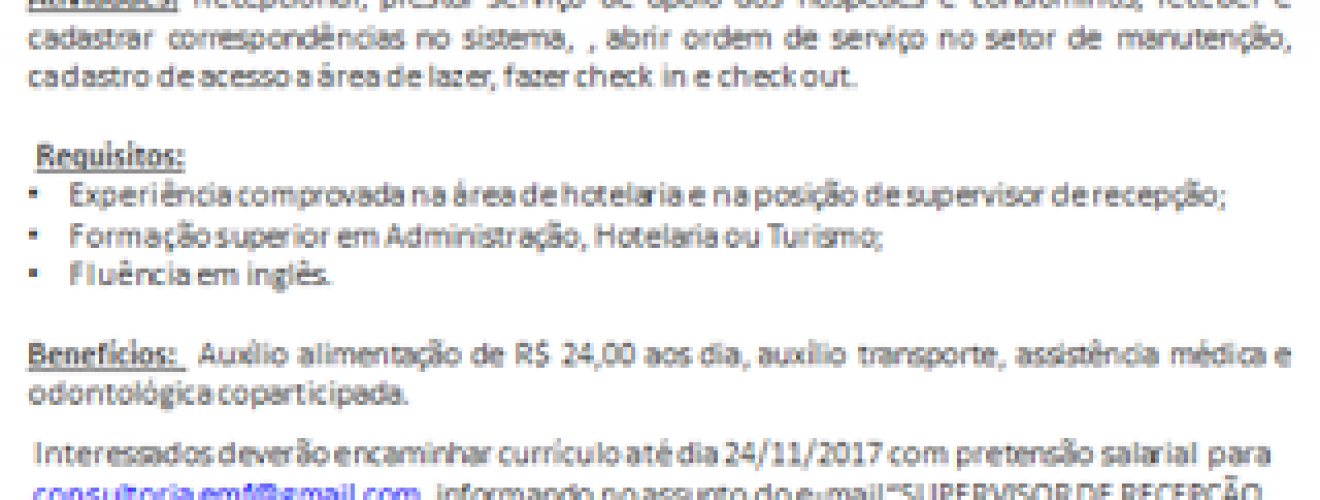 Atividades: Recepcionar, prestar serviço de apoio aos hóspedes e condôminos, receber e
cadastrar correspondências no sistema, , abrir ordem de serviço no setor de manutenção,
cadastro de acesso a área de lazer, fazer check in e check out.
Requisitos:
• Experiência comprovada na área de hotelaria e na posição de supervisor de recepção;
• Formação superior em Administração, Hotelaria ou Turismo;
• Fluência em inglês.
Benefícios: Auxílio alimentação de R$ 24,00 aos dia, auxílio transporte, assistência médica e
odontológica coparticipada.
Interessados deverão encaminhar currículo até dia 24/11/2017 com pretensão salarial para
consultoria.emf@gmail.com informando no assunto do e-mail "SUPERVISOR DE RECEPÇÃO